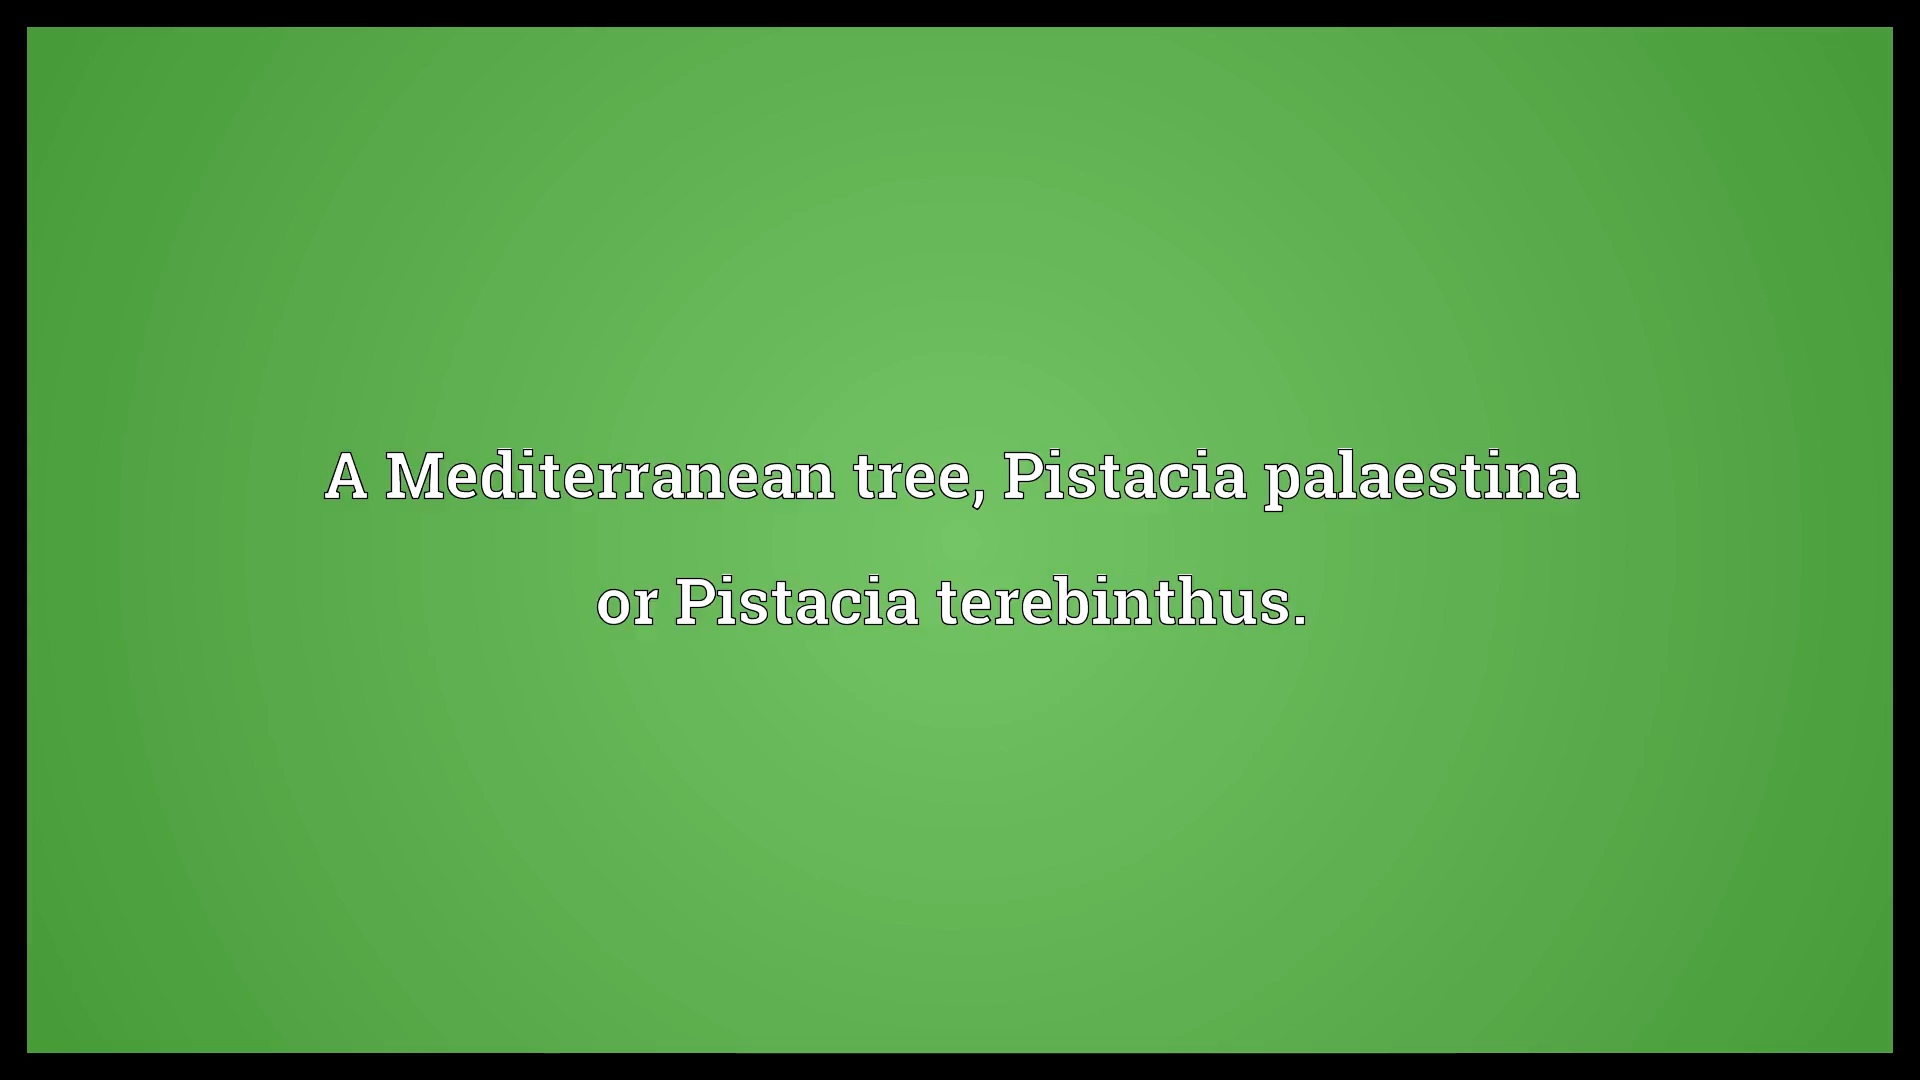 A Mediterranean tree, Pistacia palaestina
or Pistacia terebinthus.